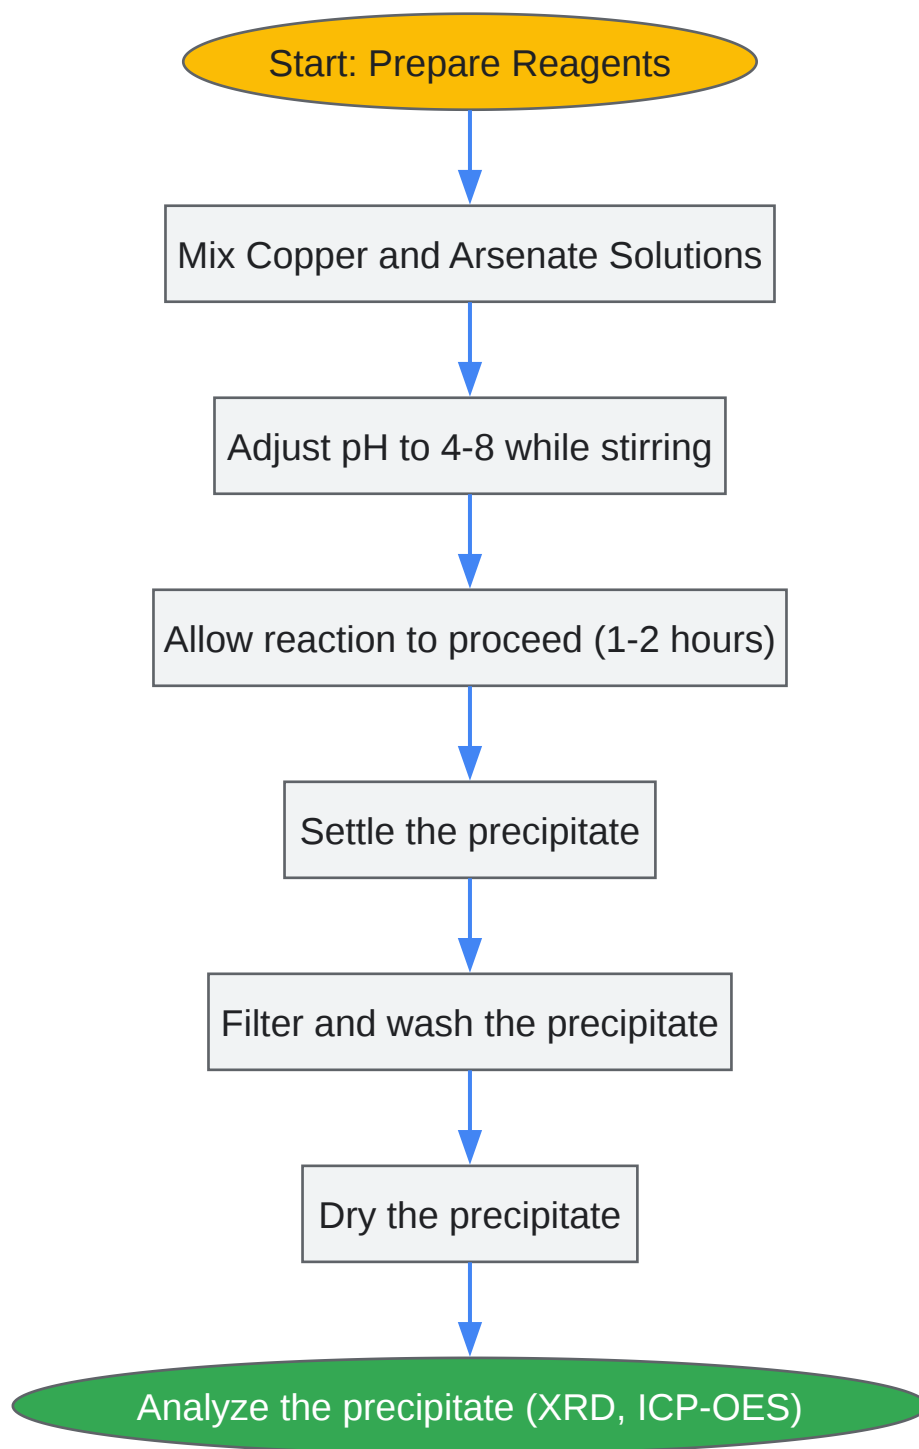 Start: Prepare Reagents
Mix Copper and Arsenate Solutions
Adjust pH to 4-8 while stirring
Allow reaction to proceed (1-2 hours)
Settle the precipitate
Filter and wash the precipitate
Dry the precipitate
Analyze the precipitate (XRD, ICP-OES)